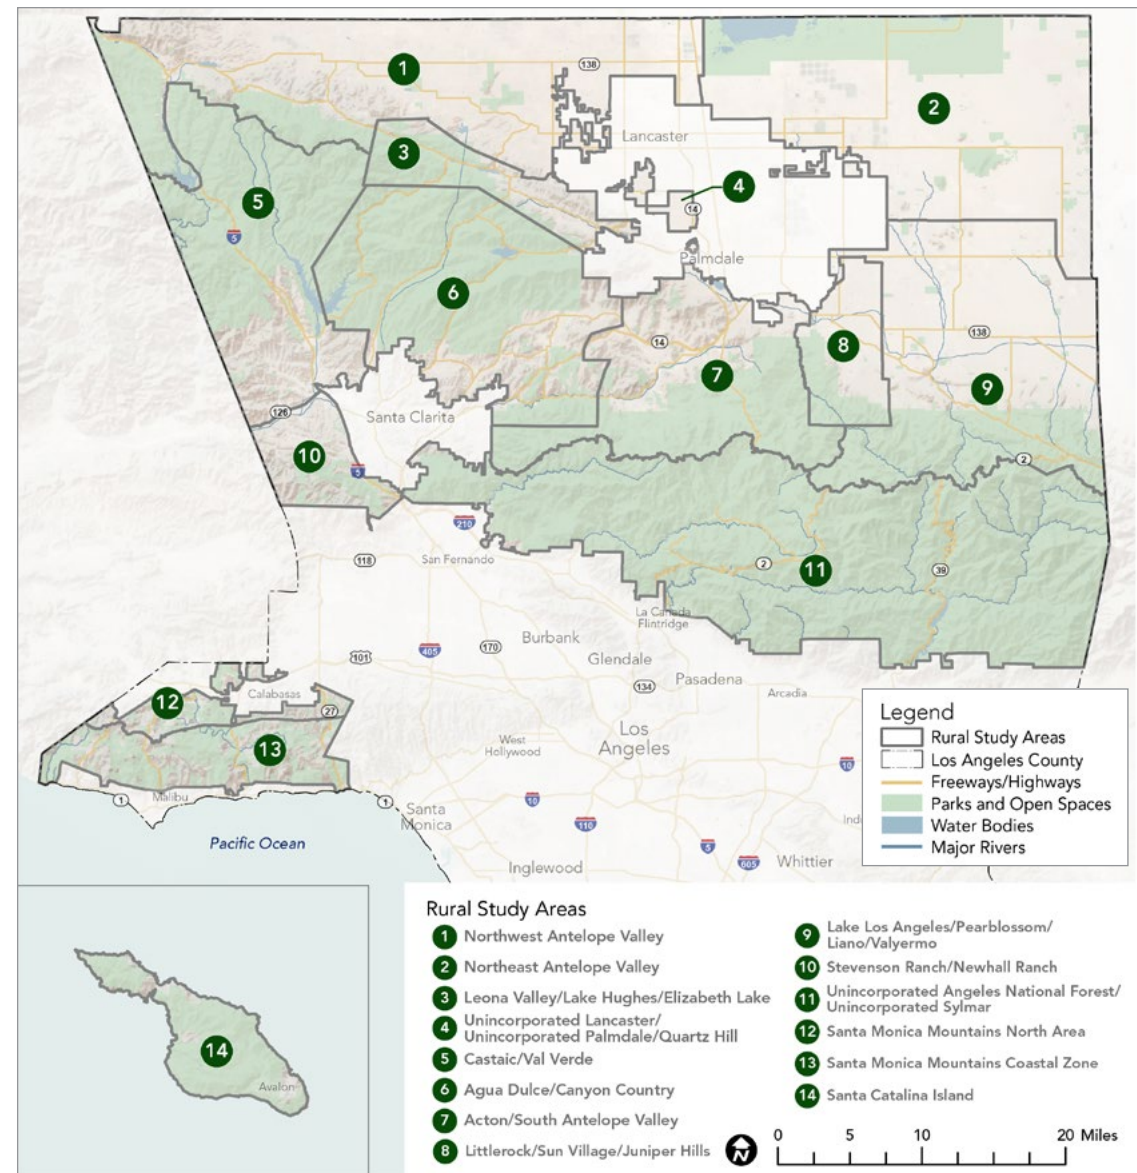 1
138
2
Lancaster
3
4
5
14
5
Palmdale
6
8
138
14
7
9
126
Santa Clarita
10
2
5
210
118
San Fernando
2
11
39
La Cañada
Flintridge
Burbank
405
170
101
Glendale
134
Pasadena
Arcadia
Calabasas
12
27
13
West
Hollywood
Los
Angeles
10
Malibu
1
1
10
Santa
Monica
110
Indu
5
605
Whittier
Pacific Ocean
Inglewood
Legend
Rural Study Areas
Los Angeles County
Freeways/Highways
Parks and Open Spaces
Water Bodies
Major Rivers
14
Avalon
Rural Study Areas
1 Northwest Antelope Valley
2 Northeast Antelope Valley
3 Leona Valley/Lake Hughes/Elizabeth Lake
4 Unincorporated Lancaster/
Unincorporated Palmdale/Quartz Hill
5 Castaic/Val Verde
6 Agua Dulce/Canyon Country
7 Acton/South Antelope Valley
8 Littlerock/Sun Village/Juniper Hills
9 Lake Los Angeles/Pearblossom/
Liano/Valyermo
10 Stevenson Ranch/Newhall Ranch
11 Unincorporated Angeles National Forest/
Unincorporated Sylmar
12 Santa Monica Mountains North Area
13 Santa Monica Mountains Coastal Zone
14 Santa Catalina Island
N
0 5 10 20 Miles